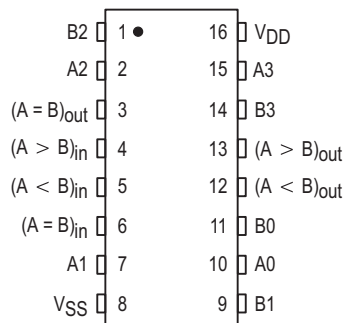 B2 1 16 VDD
A2 2 15 A3
(A = B)out 3 14 B3
(A > B)in 4 13 (A > B)out
(A < B)in 5 12 (A < B)out
(A = B)in 6 11 B0
A1 7 10 A0
VSS 8 9 B1